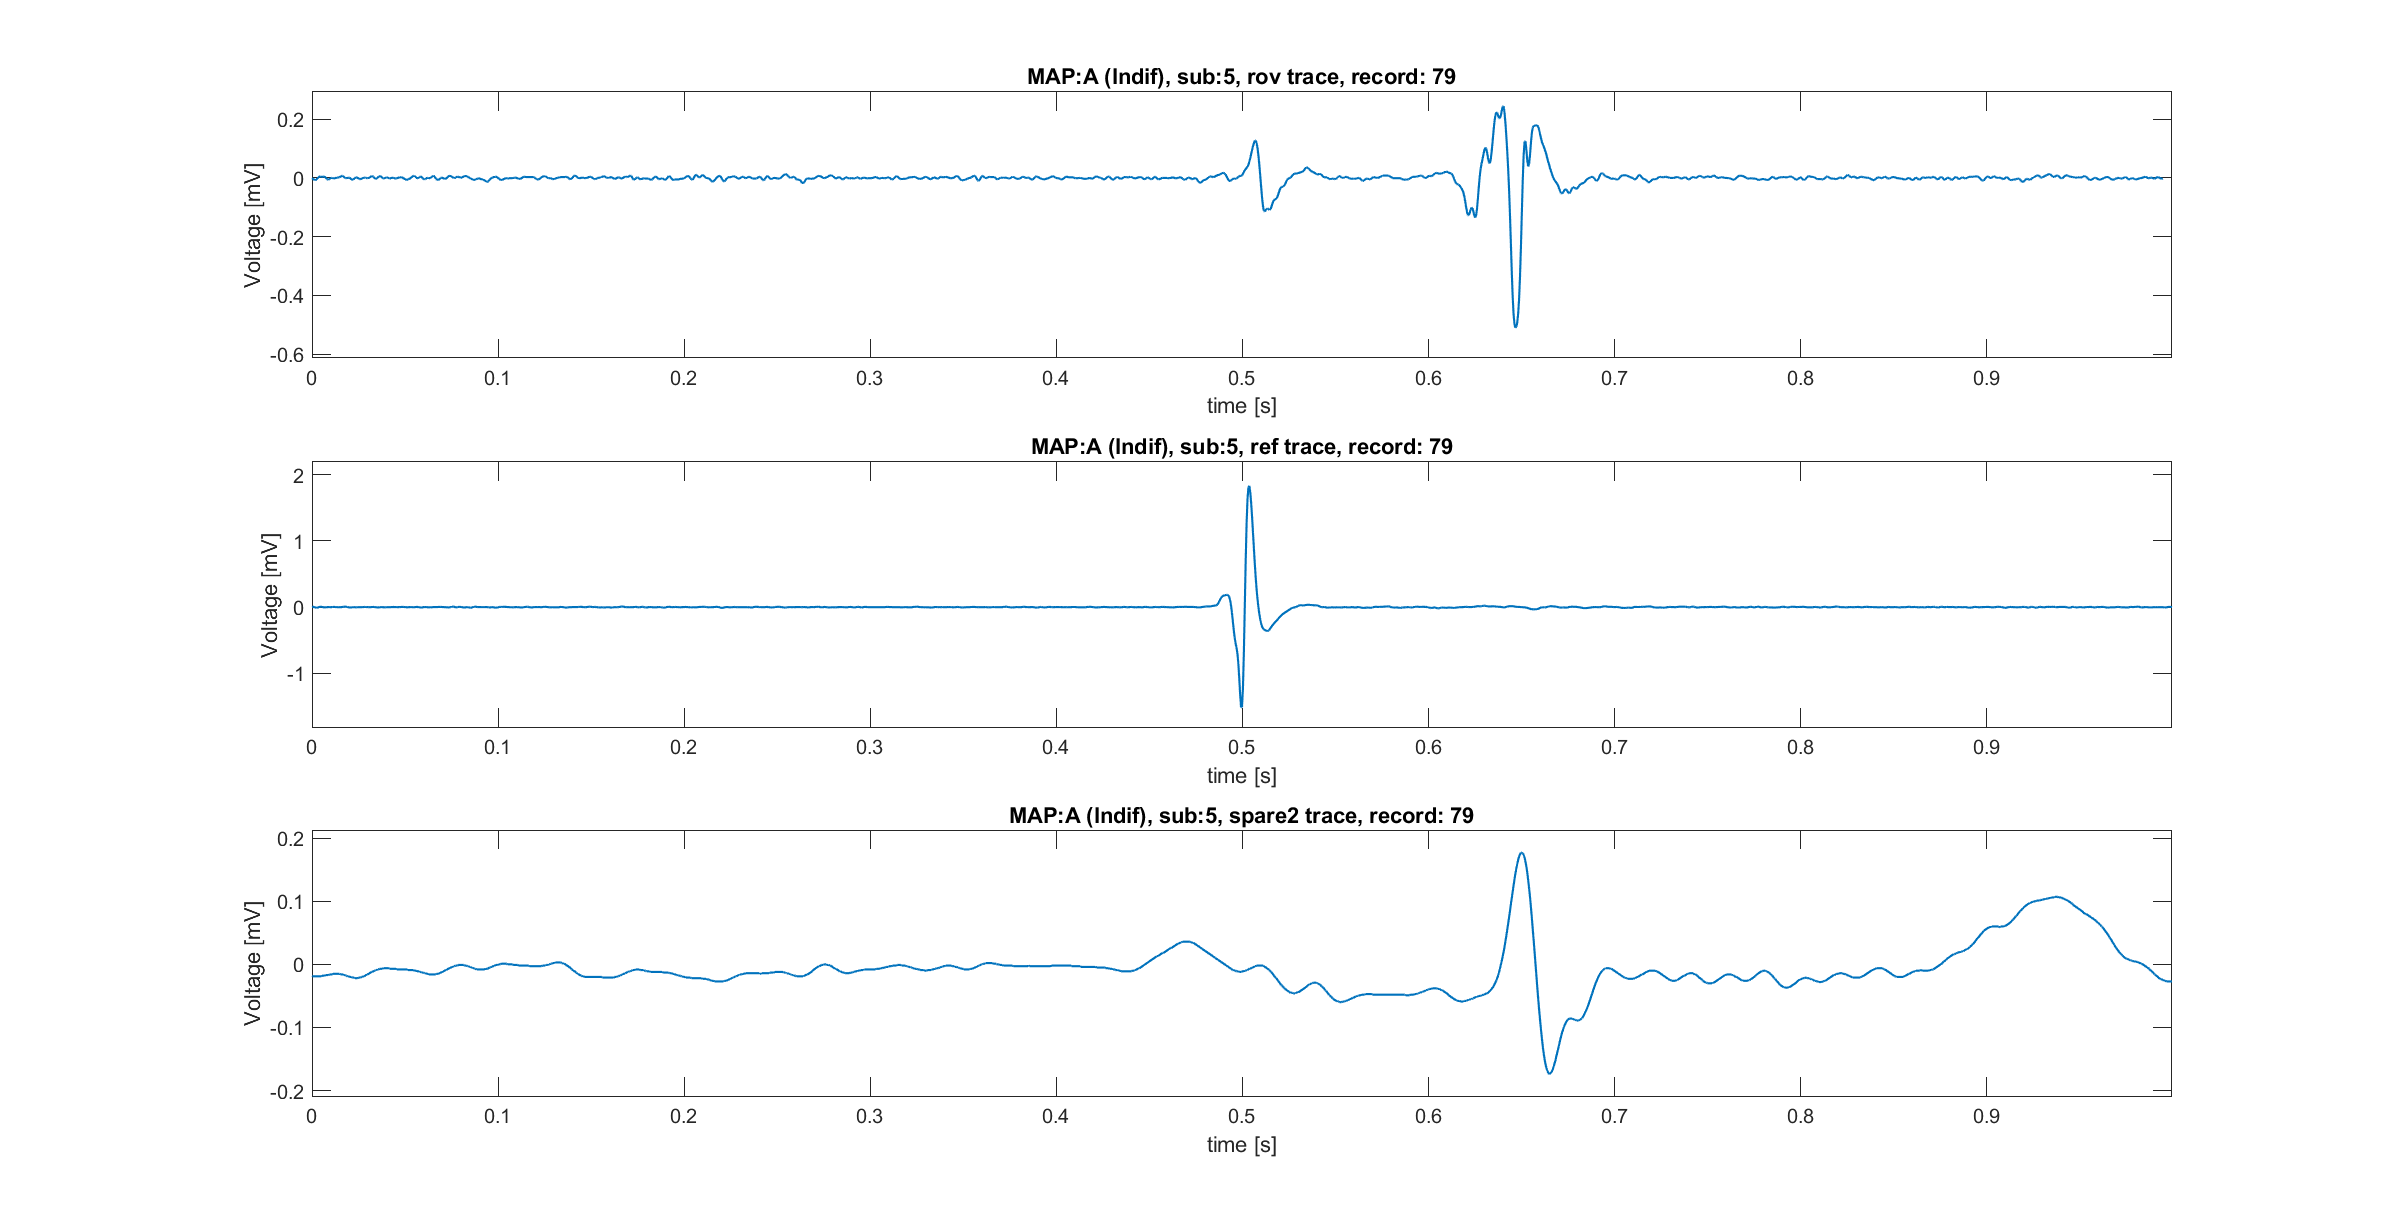 MAP:A (Indif), sub:5, rov trace, record: 79
Voltage [mV]
0.2
0
-0.2
-0.4
-0.6
0 0.1 0.2 0.3 0.4 0.5 0.6 0.7 0.8 0.9
time [s]
MAP:A (Indif), sub:5, ref trace, record: 79
Voltage [mV]
2
1
0
-1
0 0.1 0.2 0.3 0.4 0.5 0.6 0.7 0.8 0.9
time [s]
MAP:A (Indif), sub:5, spare2 trace, record: 79
Voltage [mV]
0.2
0.1
0
-0.1
-0.2
0 0.1 0.2 0.3 0.4 0.5 0.6 0.7 0.8 0.9
time [s]